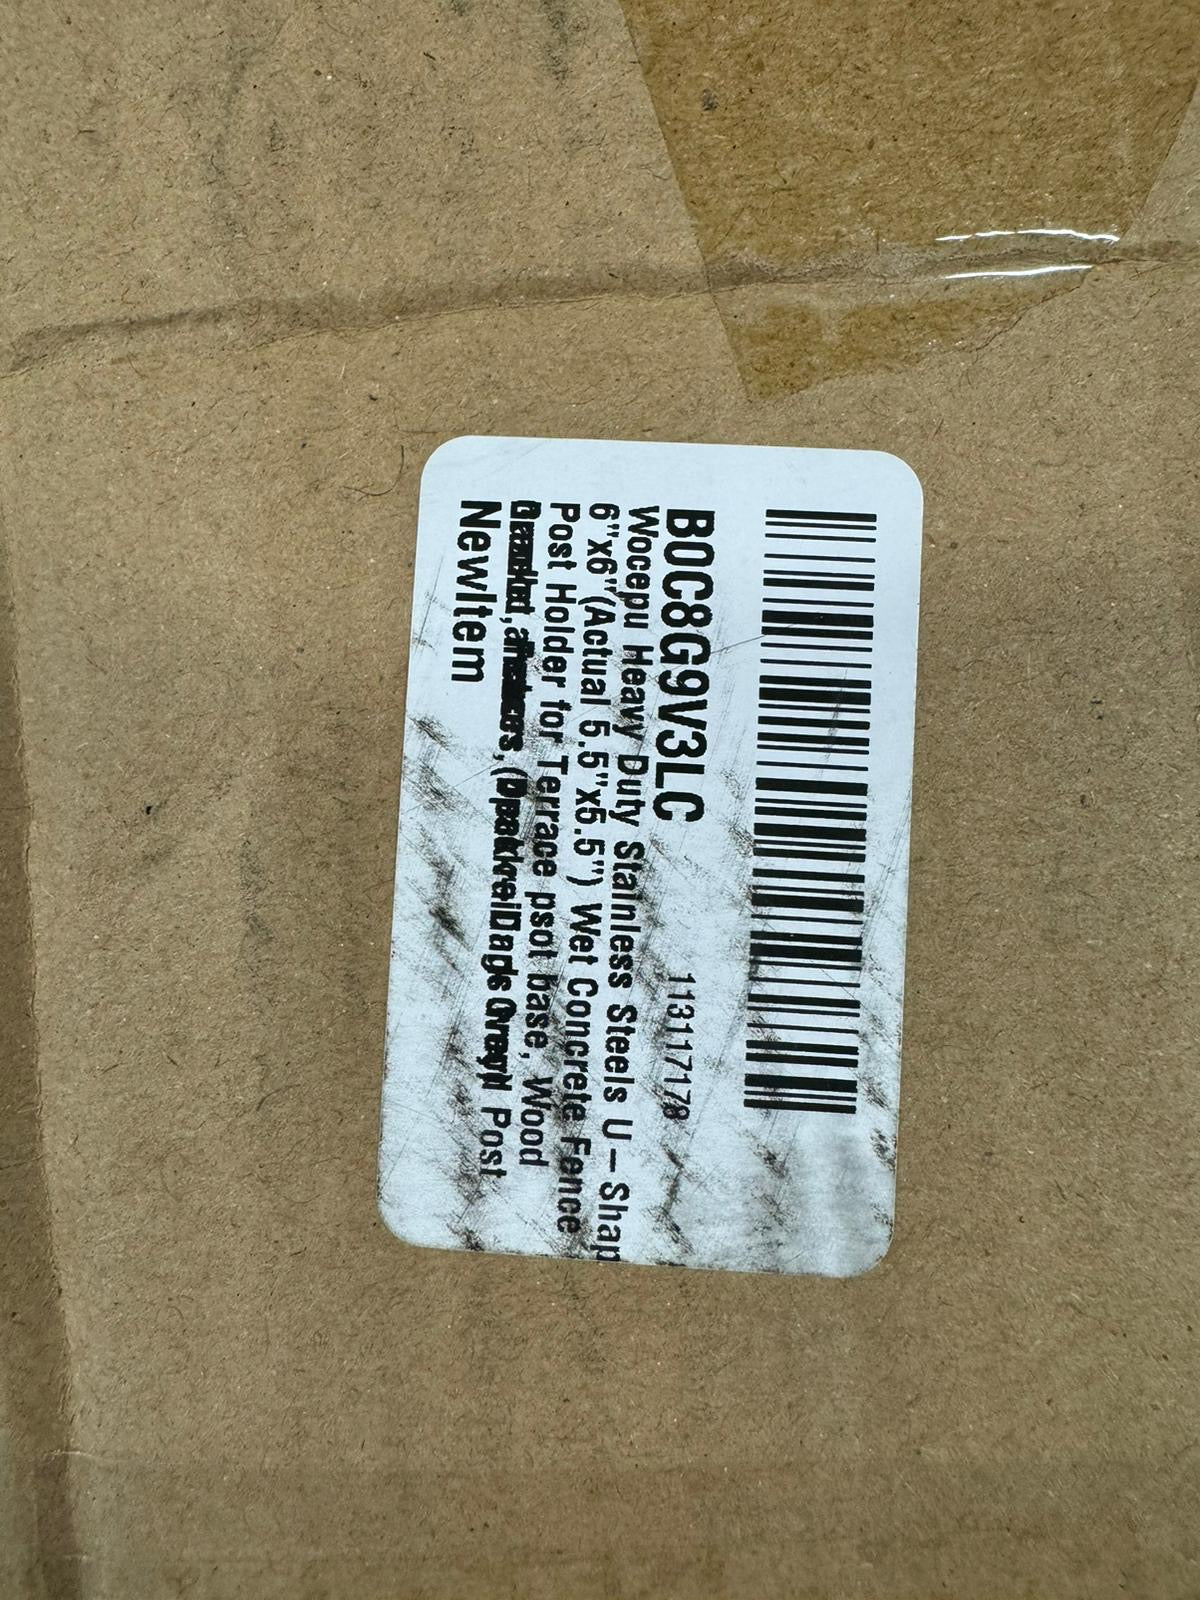 B0C8G9V3LC
113117178
Wocepu Heavy Duty Stainless Steels U-Shap
6"x6"(Actual 5.5"x5.5") Wet Concrete Fence
Post Holder for Terrace psot base, Wood
Post
NewItem